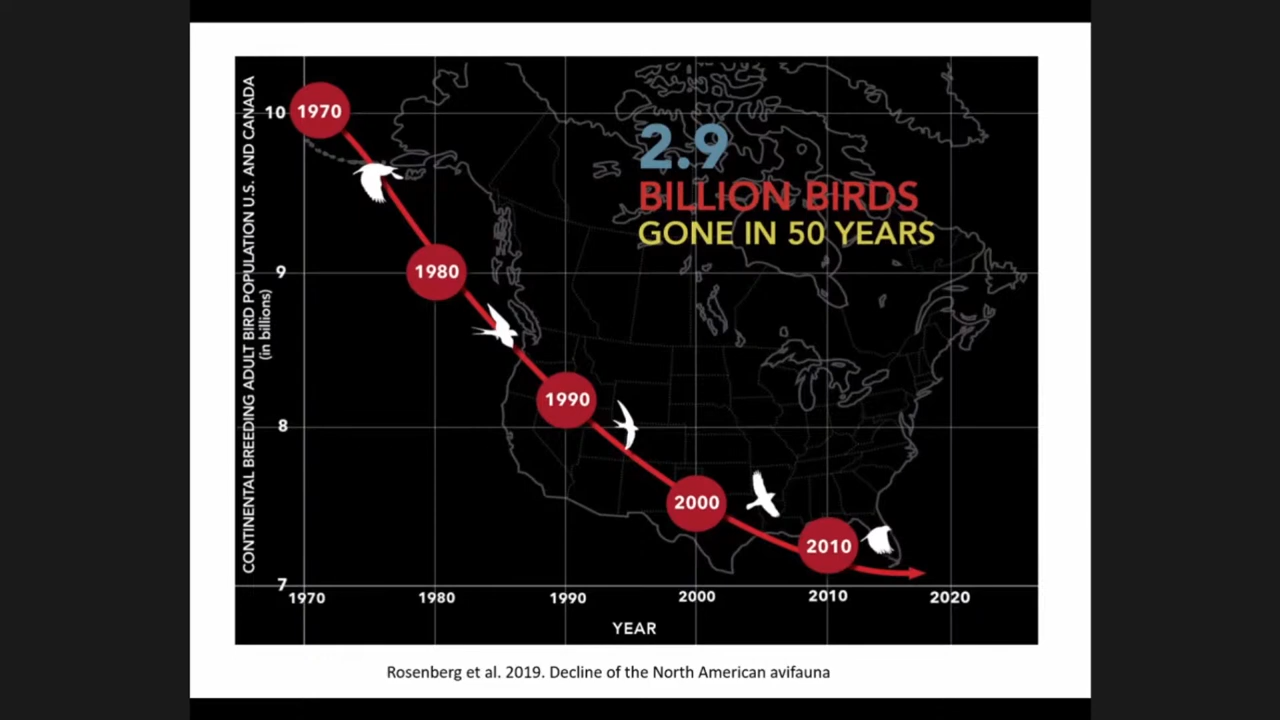 CONTINENTAL BREEDING ADULT BIRD POPULATION U.S. AND CANADA
(in billions)
10
9
8
7
1970
1980
1990
2000
2010
2.9
BILLION BIRDS
GONE IN 50 YEARS
1970
1980
1990
2000
2010
2020
YEAR
Rosenberg et al. 2019. Decline of the North American avifauna